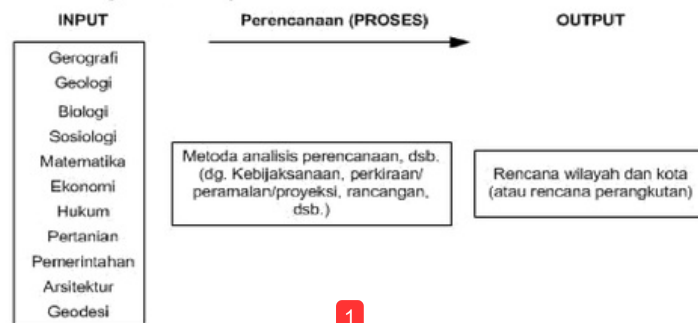 INPUT
Perencanaan (PROSES)
OUTPUT
Gerografi
Geologi
Biologi
Sosiologi
Matematika
Ekonomi
Hukum
Pertanian
Pemerintahan
Arsitektur
Geodesi
Metoda analisis perencanaan, dsb.
(dg. Kebijaksanaan, perkiraan/
peramalan/proyeksi, rancangan,
dsb.)
Rencana wilayah dan kota
(atau rencana perangkutan)
1